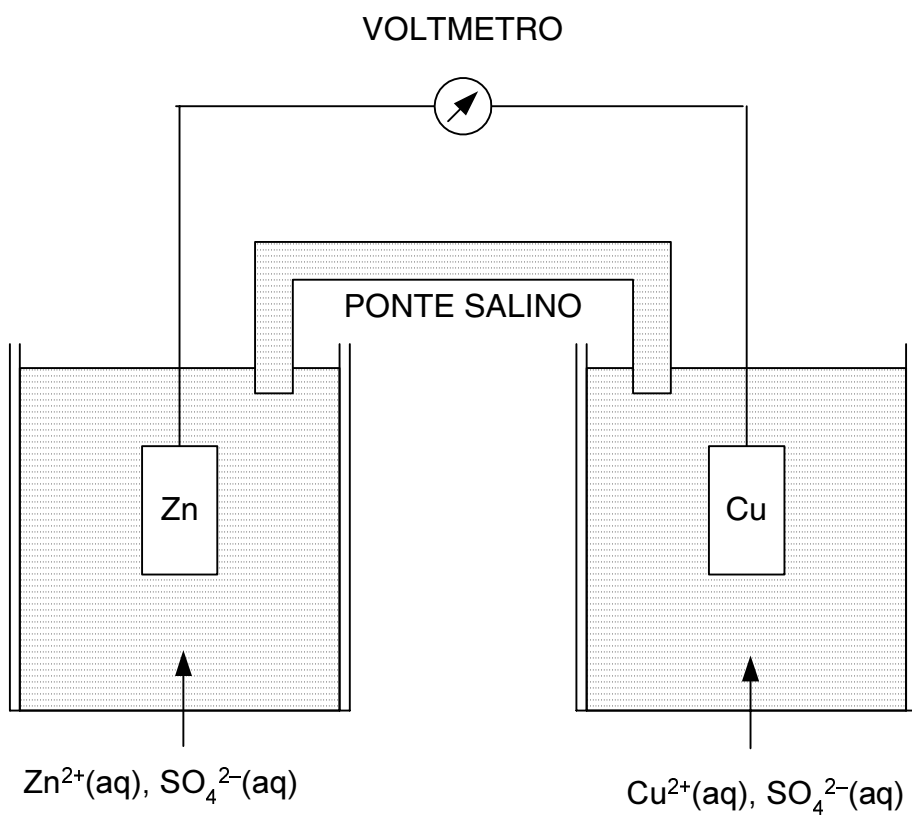 VOLTMETRO
PONTE SALINO
Zn
Cu
Zn²⁺(aq), SO₄²⁻(aq)
Cu²⁺(aq), SO₄²⁻(aq)